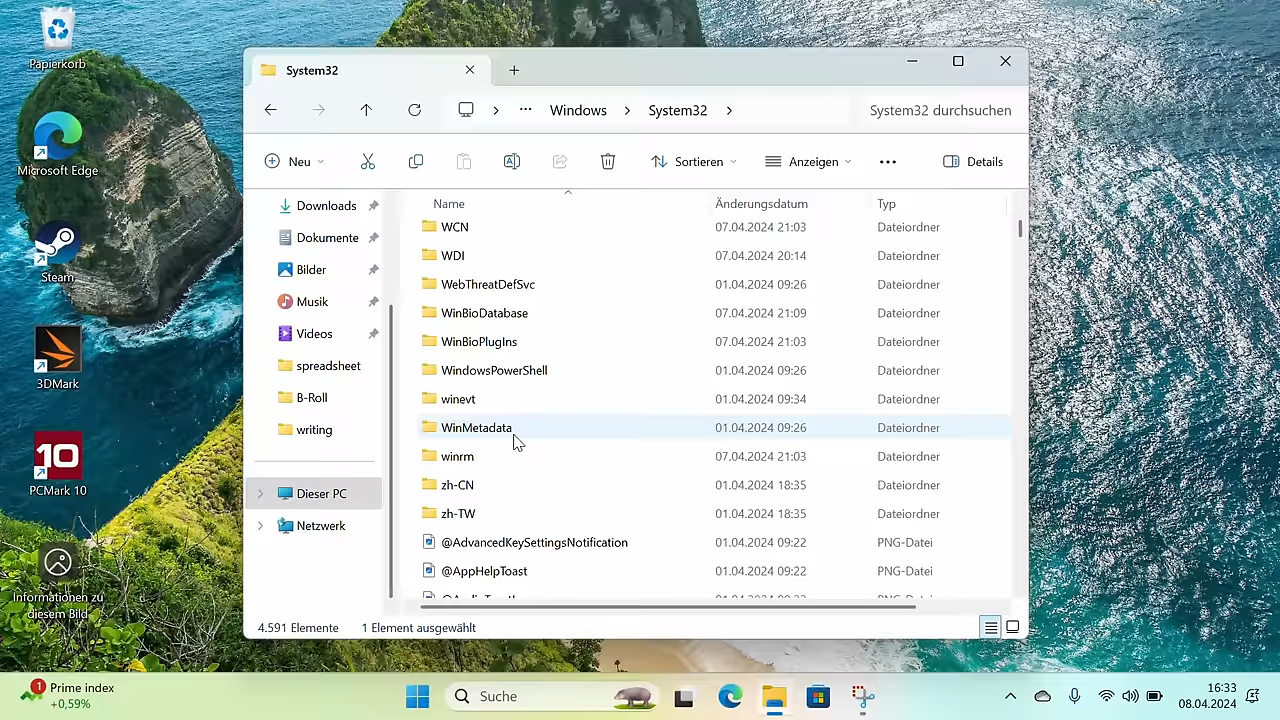 Papierkorb
Microsoft Edge
Steam
3DMark
10
PCMark 10
Informationen zu
diesem Bild
System32
Windows
System32
System32 durchsuchen
Neu
Sortieren
Anzeigen
Details
Downloads
Dokumente
Bilder
Musik
Videos
spreadsheet
B-Roll
writing
Dieser PC
Netzwerk
Name Änderungsdatum Typ
WCN 07.04.2024 21:03 Dateiordner
WDI 07.04.2024 20:14 Dateiordner
WebThreatDefSvc 01.04.2024 09:26 Dateiordner
WinBioDatabase 07.04.2024 21:09 Dateiordner
WinBioPlugIns 07.04.2024 21:03 Dateiordner
WindowsPowerShell 01.04.2024 09:26 Dateiordner
winevt 01.04.2024 09:34 Dateiordner
WinMetadata 01.04.2024 09:26 Dateiordner
winrm 07.04.2024 21:03 Dateiordner
zh-CN 01.04.2024 18:35 Dateiordner
zh-TW 01.04.2024 18:35 Dateiordner
@AdvancedKeySettingsNotification 01.04.2024 09:22 PNG-Datei
@AppHelpToast 01.04.2024 09:22 PNG-Datei
4.591 Elemente 1 Element ausgewählt
1 Prime index
+0,59%
Suche
16:33
08.04.2024